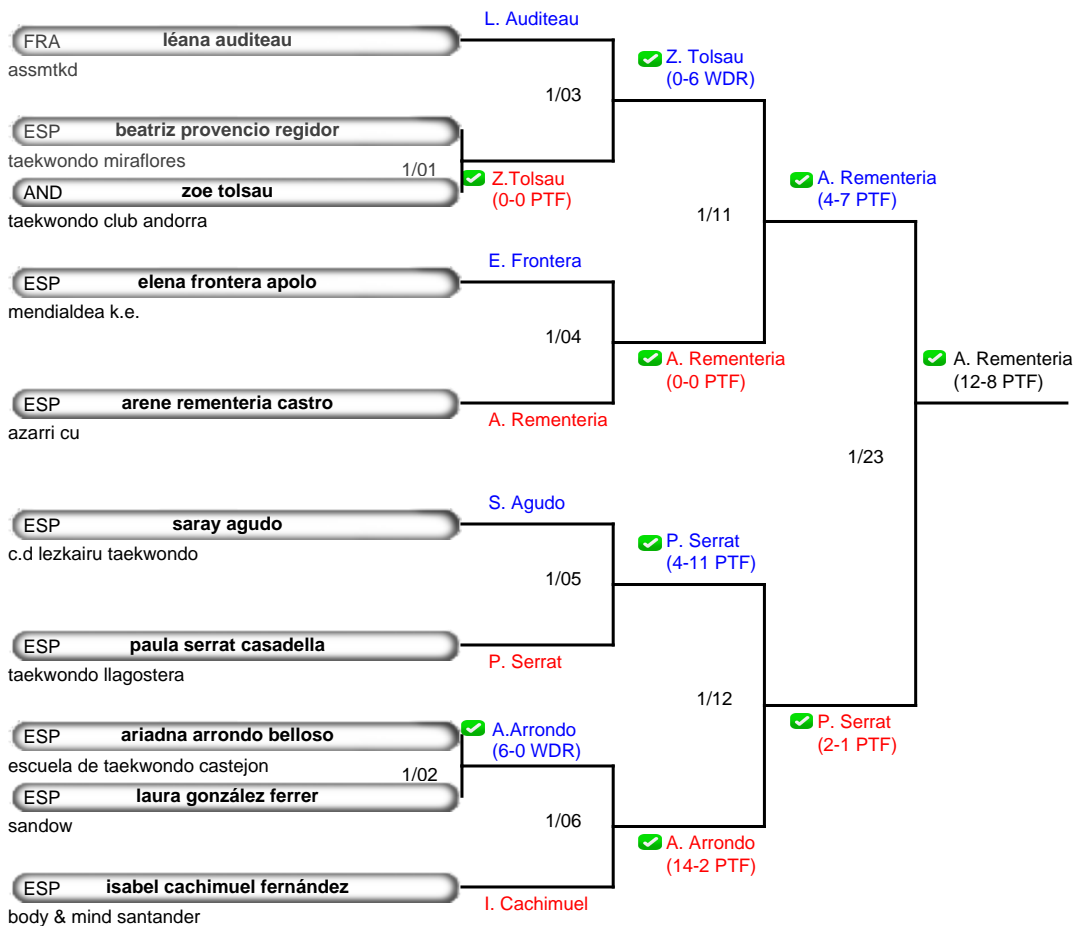 L. Auditeau
FRA léana auditeau
assmtkd
Z. Tolsau
(0-6 WDR)
1/03
ESP beatriz provencio regidor
taekwondo miraflores
1/01
Z.Tolsau
(0-0 PTF)
AND zoe tolsau
taekwondo club andorra
A. Rementeria
(4-7 PTF)
1/11
E. Frontera
ESP elena frontera apolo
mendialdea k.e.
1/04
A. Rementeria
(0-0 PTF)
A. Rementeria
(12-8 PTF)
ESP arene rementeria castro
azarri cu
A. Rementeria
1/23
S. Agudo
ESP saray agudo
c.d lezkairu taekwondo
P. Serrat
(4-11 PTF)
1/05
ESP paula serrat casadella
taekwondo llagostera
P. Serrat
1/12
P. Serrat
(2-1 PTF)
ESP ariadna arrondo belloso
escuela de taekwondo castejon
A.Arrondo
(6-0 WDR)
1/02
ESP laura gonzález ferrer
sandow
1/06
A. Arrondo
(14-2 PTF)
ESP isabel cachimuel fernández
body & mind santander
I. Cachimuel